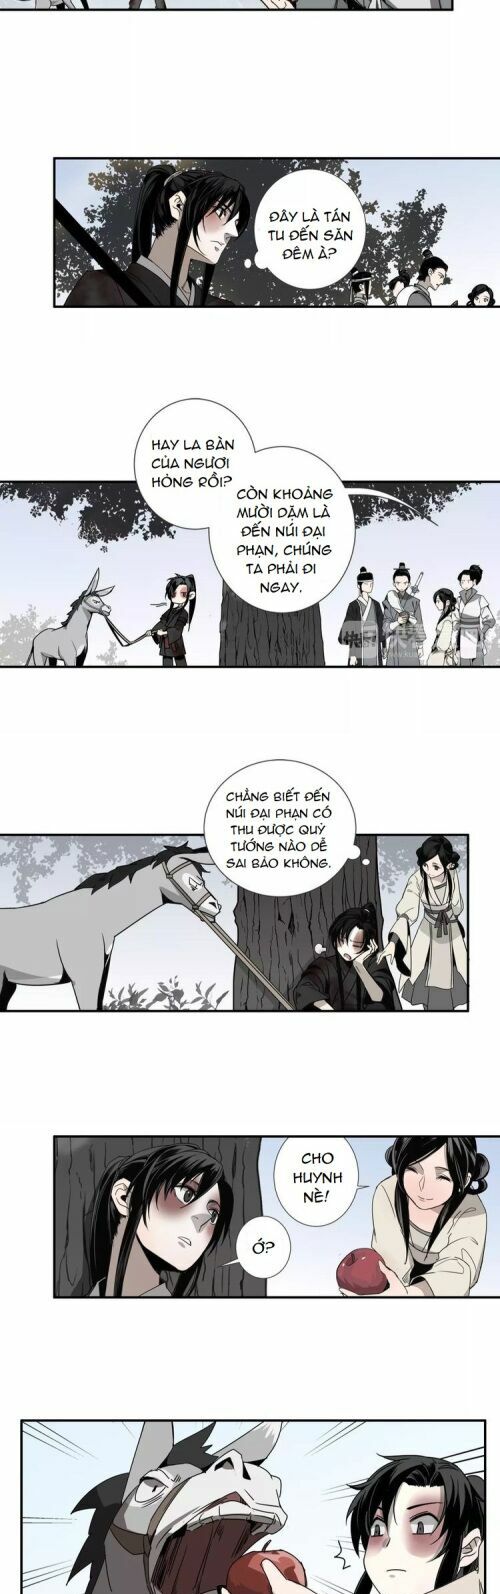 ĐÂY LÀ TÁN
TU ĐẾN SĂN
ĐÊM À?
HAY LA BÀN
CỦA NGƯƠI
HỎNG RỒI?
CÒN KHOẢNG
MƯỜI DẶM LÀ
ĐẾN NÚI ĐẠI
PHẠN, CHÚNG
TA PHẢI ĐI
NGAY.
CHẲNG BIẾT ĐẾN
NÚI ĐẠI PHẠN CÓ
THU ĐƯỢC QUỶ
TƯỚNG NÀO DỄ
SAI BẢO KHÔNG.
CHO
HUYNH
NÈ!
Ớ?